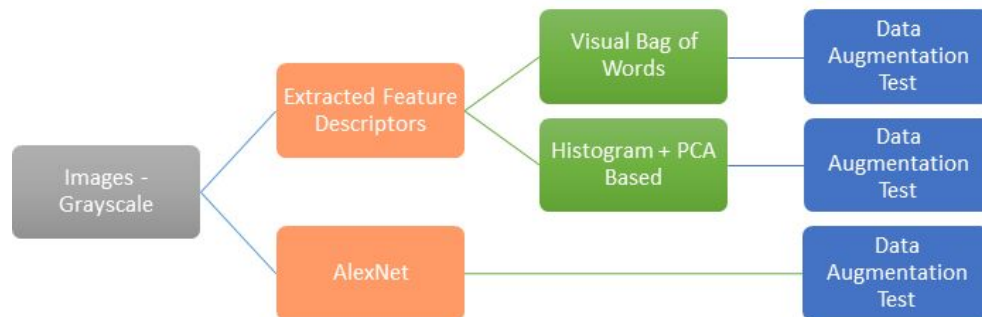 Images -
Grayscale
Extracted Feature
Descriptors
AlexNet
Visual Bag of
Words
Histogram + PCA
Based
Data
Augmentation
Test
Data
Augmentation
Test
Data
Augmentation
Test